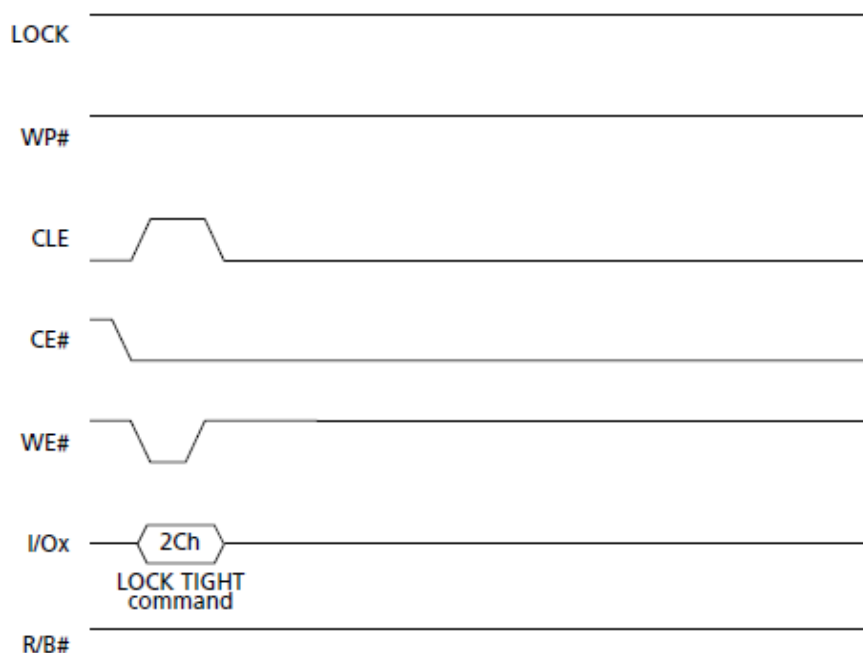 LOCK
WP#
CLE
CE#
WE#
I/Ox
2Ch
LOCK TIGHT
command
R/B#